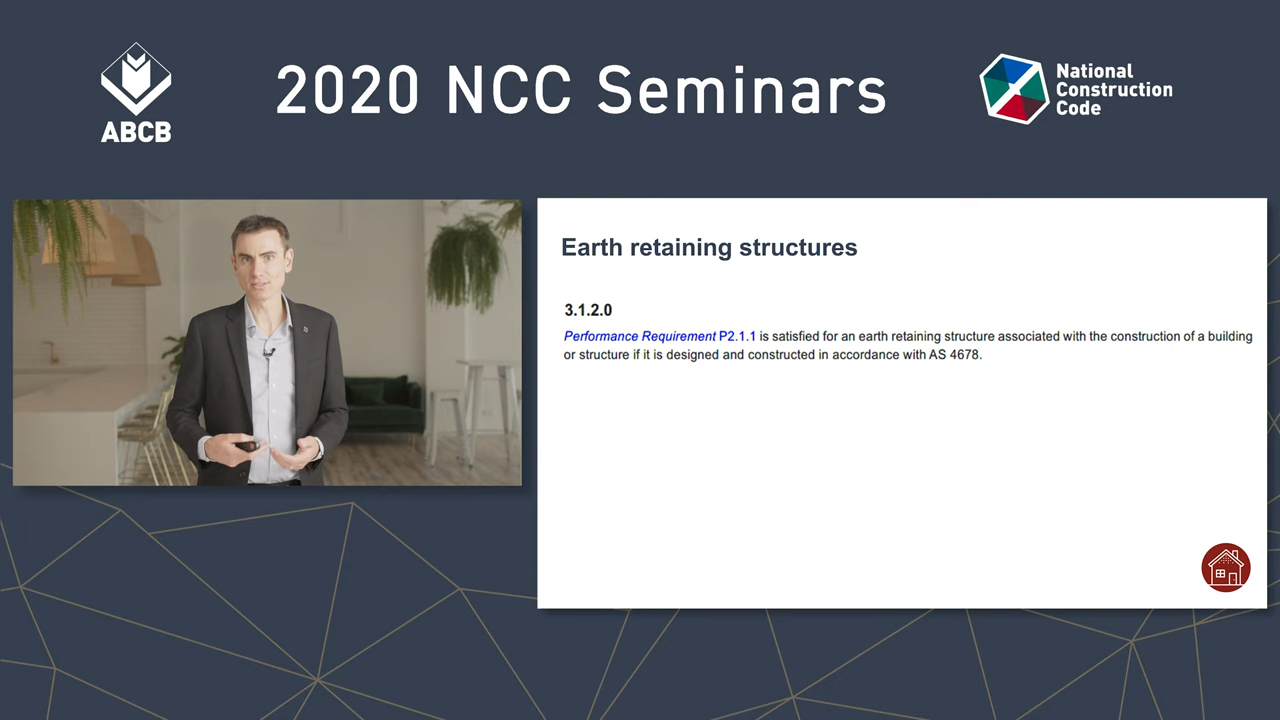 ABCB
2020 NCC Seminars
National
Construction
Code
Earth retaining structures
3.1.2.0
Performance Requirement P2.1.1 is satisfied for an earth retaining structure associated with the construction of a building
or structure if it is designed and constructed in accordance with AS 4678.